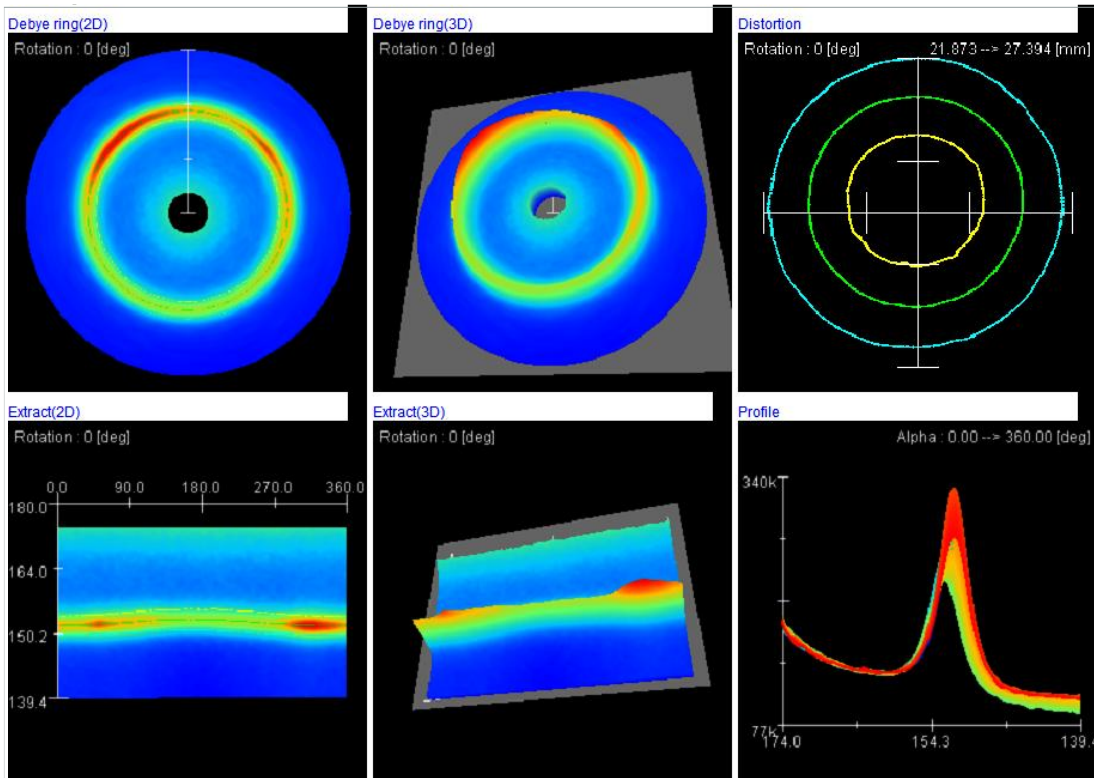 Debye ring(2D)
Rotation : 0 [deg]
Debye ring(3D)
Rotation : 0 [deg]
Distortion
Rotation : 0 [deg]
21.873 --> 27.394 [mm]
Extract(2D)
Rotation : 0 [deg]
0.0 90.0 180.0 270.0 360.0
180.0
164.0
150.2
139.4
Extract(3D)
Rotation : 0 [deg]
Profile
Alpha : 0.00 --> 360.00 [deg]
340k
77k
174.0 154.3 139.4